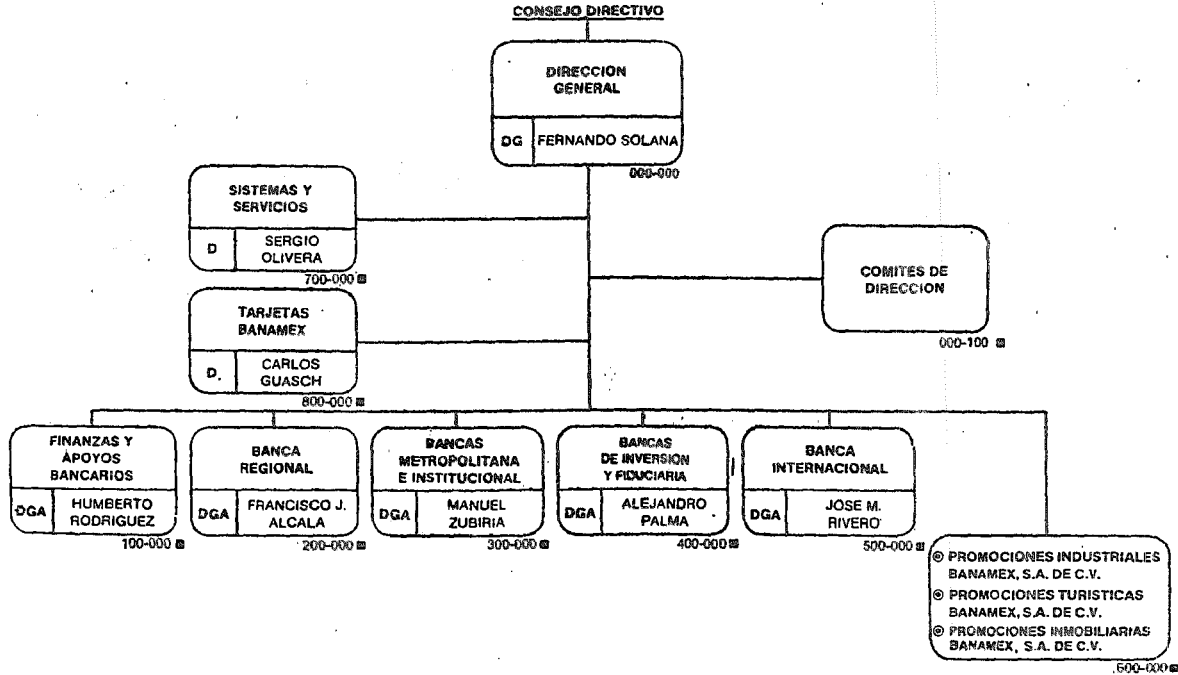 CONSEJO DIRECTIVO
DIRECCION
GENERAL
DG FERNANDO SOLANA
000-000
SISTEMAS Y
SERVICIOS
D SERGIO
OLIVERA
700-000
COMITES DE
DIRECCION
000-100
TARJETAS
BANAMEX
D. CARLOS
GUASCH
800-000
FINANZAS Y
APOYOS
BANCARIOS
DGA HUMBERTO
RODRIGUEZ
100-000
BANCA
REGIONAL
DGA FRANCISCO J.
ALCALA
200-000
BANCAS
METROPOLITANA
E INSTITUCIONAL
DGA MANUEL
ZUBIRIA
300-000
BANCAS
DE INVERSION
Y FIDUCIARIA
DGA ALEJANDRO
PALMA
400-000
BANCA
INTERNACIONAL
DGA JOSE M.
RIVERO
500-000
PROMOCIONES INDUSTRIALES
BANAMEX, S.A. DE C.V.
PROMOCIONES TURISTICAS
BANAMEX, S.A. DE C.V.
PROMOCIONES INMOBILIARIAS
BANAMEX, S.A. DE C.V.
600-000